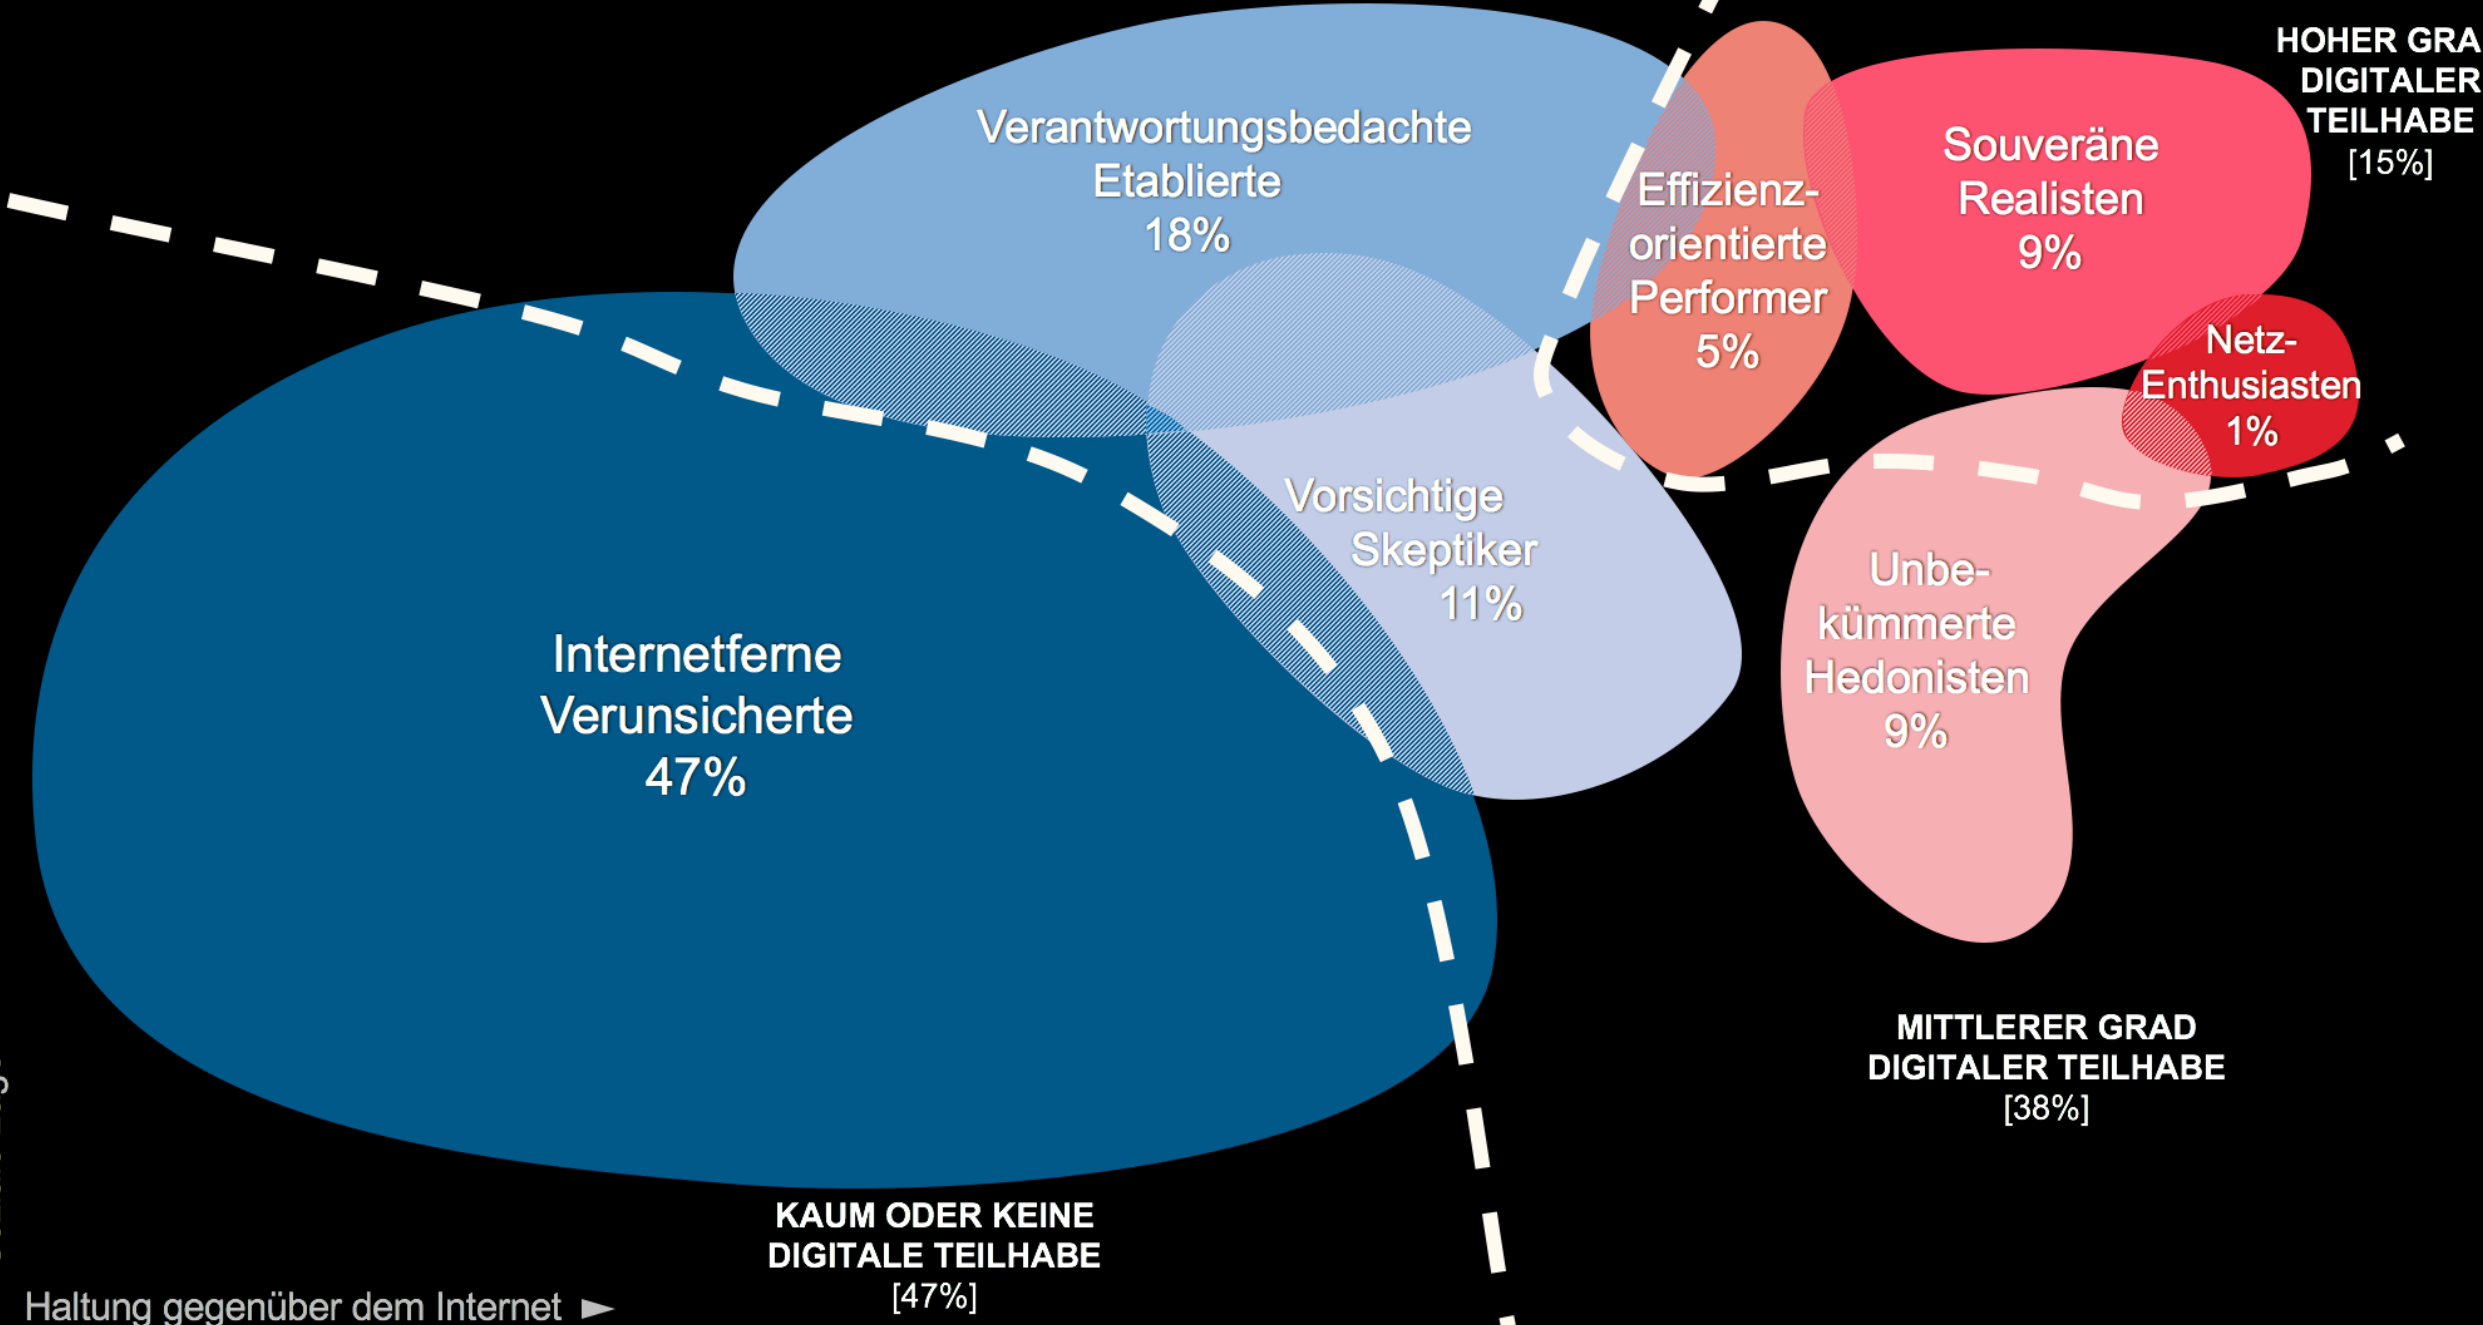 HOHER GRA
DIGITALER
TEILHABE
[15%]
Verantwortungsbedachte
Etablierte
18%
Effizienz-
orientierte
Performer
5%
Souveräne
Realisten
9%
Netz-
Enthusiasten
1%
Vorsichtige
Skeptiker
11%
Unbe-
kümmerte
Hedonisten
9%
Internetferne
Verunsicherte
47%
MITTLERER GRAD
DIGITALER TEILHABE
[38%]
KAUM ODER KEINE
DIGITALE TEILHABE
[47%]
Haltung gegenüber dem Internet ►